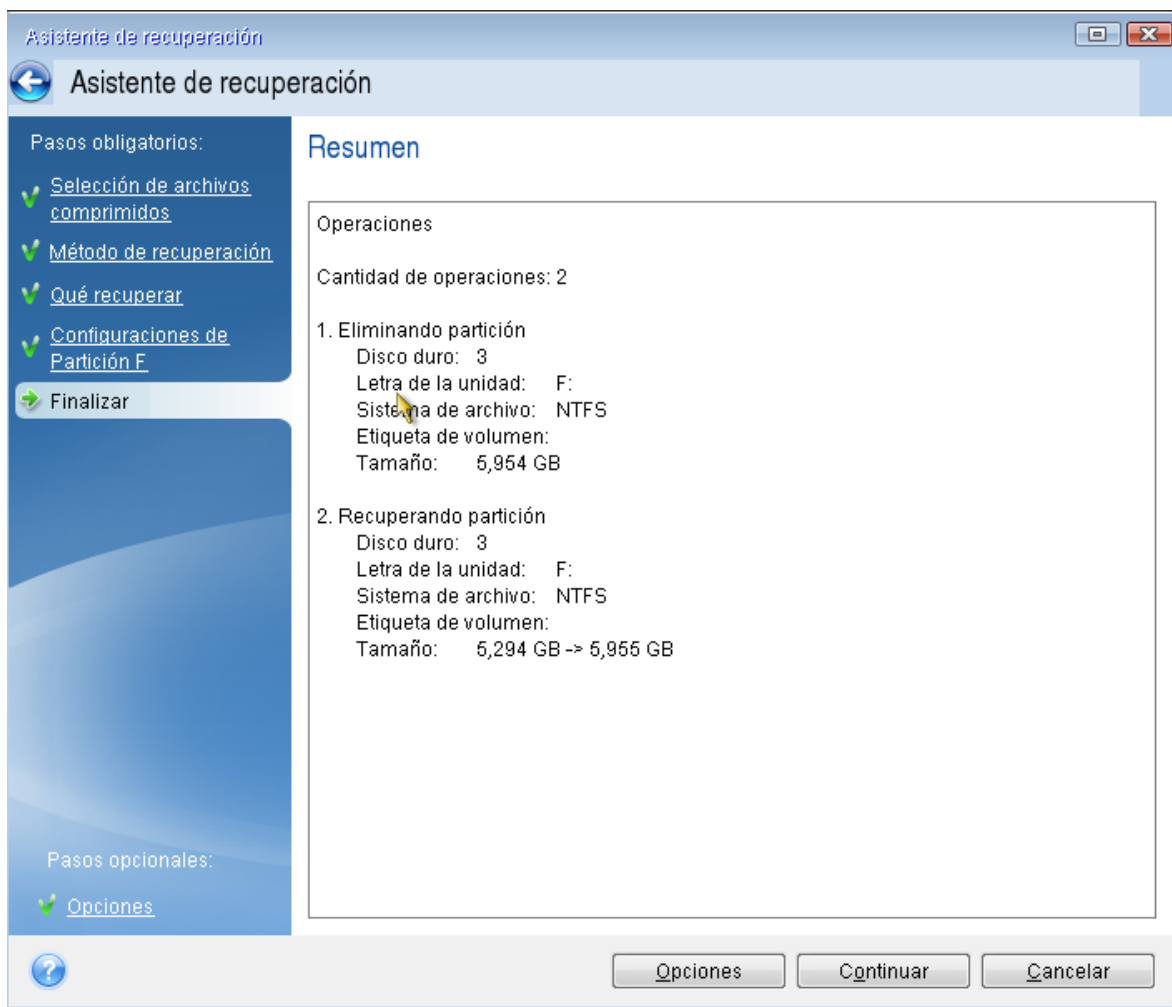 Asistente de recuperación
Asistente de recuperación
Pasos obligatorios:
Selección de archivos
comprimidos
Método de recuperación
Qué recuperar
Configuraciones de
Partición F
Finalizar
Pasos opcionales:
Opciones
Resumen
Operaciones
Cantidad de operaciones: 2
1. Eliminando partición
Disco duro: 3
Letra de la unidad: F:
Sistema de archivo: NTFS
Etiqueta de volumen:
Tamaño: 5,954 GB
2. Recuperando partición
Disco duro: 3
Letra de la unidad: F:
Sistema de archivo: NTFS
Etiqueta de volumen:
Tamaño: 5,294 GB -> 5,955 GB
Opciones
Continuar
Cancelar